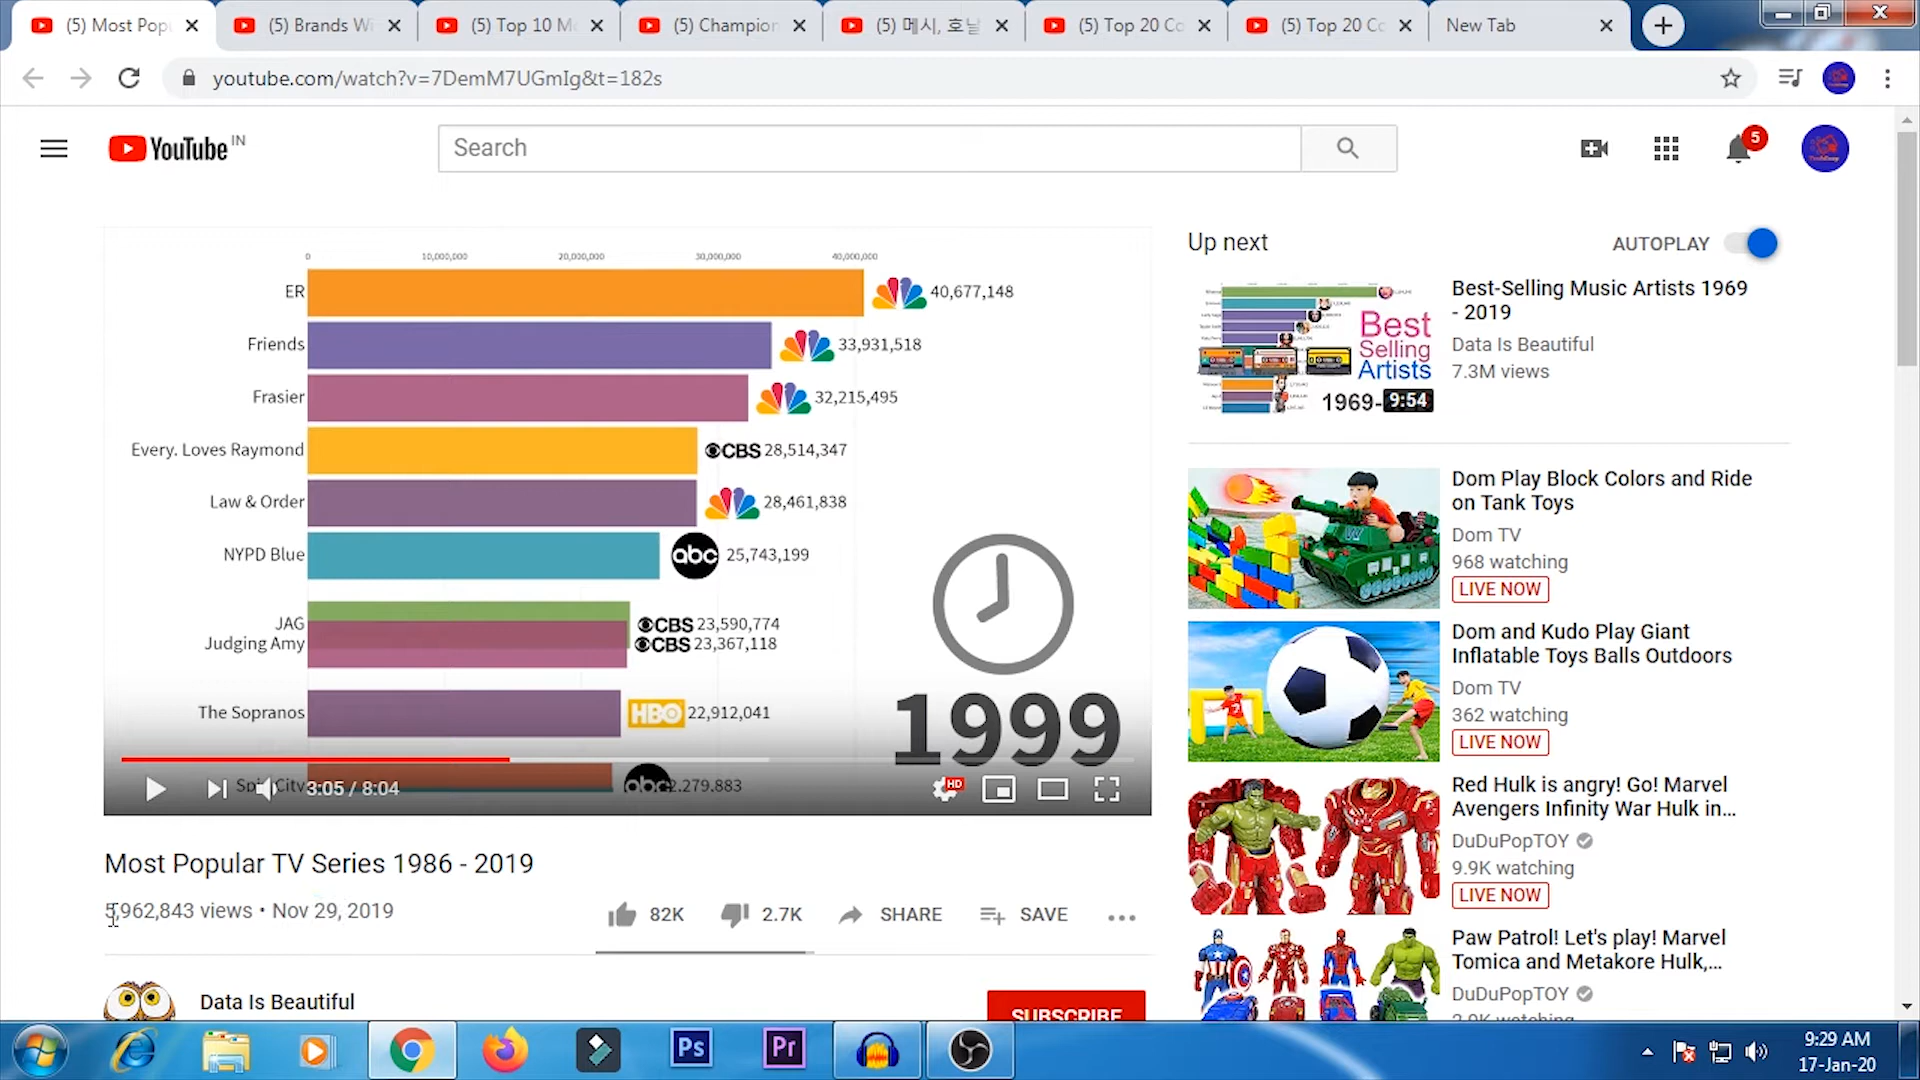 (5) Most Popu
(5) Brands Wi
(5) Top 10 Mo
(5) Champion
(5) 메시, 호날
(5) Top 20 Co
(5) Top 20 Co
New Tab
youtube.com/watch?v=7DemM7UGmIg&t=182s
YouTube IN
Search
5
0 10,000,000 20,000,000 30,000,000 40,000,000
ER 40,677,148
Friends 33,931,518
Frasier 32,215,495
Every. Loves Raymond CBS 28,514,347
Law & Order 28,461,838
NYPD Blue abc 25,743,199
JAG CBS 23,590,774
Judging Amy CBS 23,367,118
The Sopranos HBO 22,912,041
1999
3:05 / 8:04
HD
Most Popular TV Series 1986 - 2019
5,962,843 views • Nov 29, 2019
82K 2.7K SHARE SAVE
Data Is Beautiful
SUBSCRIBE
Up next AUTOPLAY
Best
Selling
Artists
1969-
9:54
Best-Selling Music Artists 1969
- 2019
Data Is Beautiful
7.3M views
Dom Play Block Colors and Ride
on Tank Toys
Dom TV
968 watching
LIVE NOW
Dom and Kudo Play Giant
Inflatable Toys Balls Outdoors
Dom TV
362 watching
LIVE NOW
Red Hulk is angry! Go! Marvel
Avengers Infinity War Hulk in...
DuDuPopTOY
9.9K watching
LIVE NOW
Paw Patrol! Let's play! Marvel
Tomica and Metakore Hulk,...
DuDuPopTOY
Ps
Pr
9:29 AM
17-Jan-20